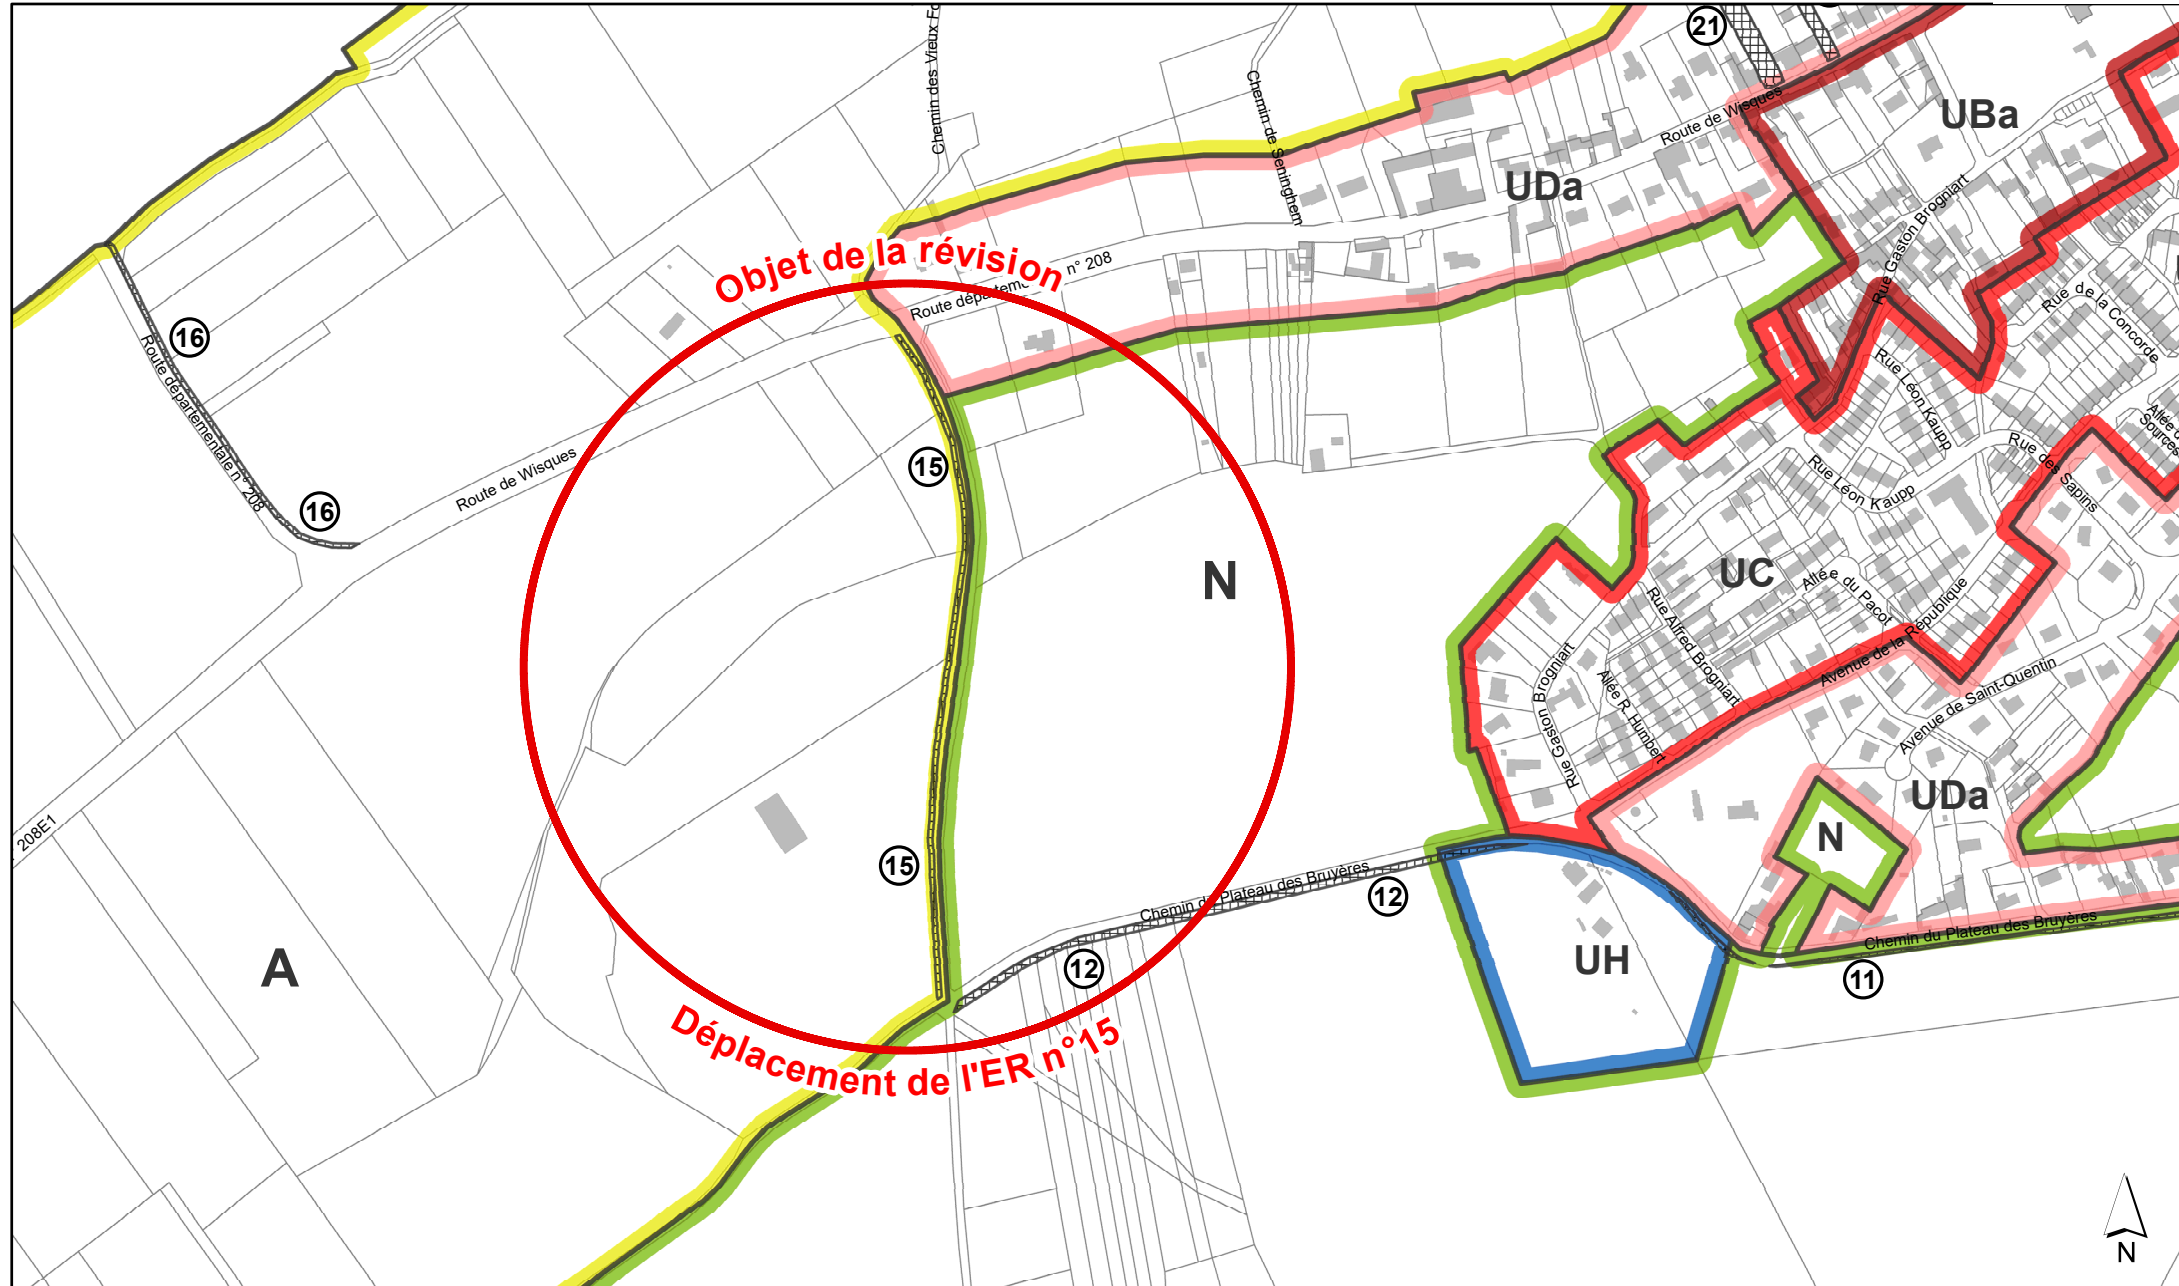 21
Chemin des Vieux Fo
Chemin de Seninghem
Route de Wisques
UBa
UDa
Rue Gaston Brogniart
Objet de la révision
n° 208
Route départeme
16
Route départementale n° 208
Rue de la Concorde
Rue Léon Kaupp
Allée d
Sources
15
Route de Wisques
16
Rue Léon Kaupp
Rue des Sapins
N
UC
Allée du Pacot
Rue Alfred Brogniart
Avenue de la République
Allée R. Humbert
Rue Gaston Brogniart
Avenue de Saint-Quentin
UDa
N
208E1
15
Chemin du Plateau des Bruyères
12
Chemin du Plateau des Bruyères
A
12
UH
11
Déplacement de l'ER n°15
N